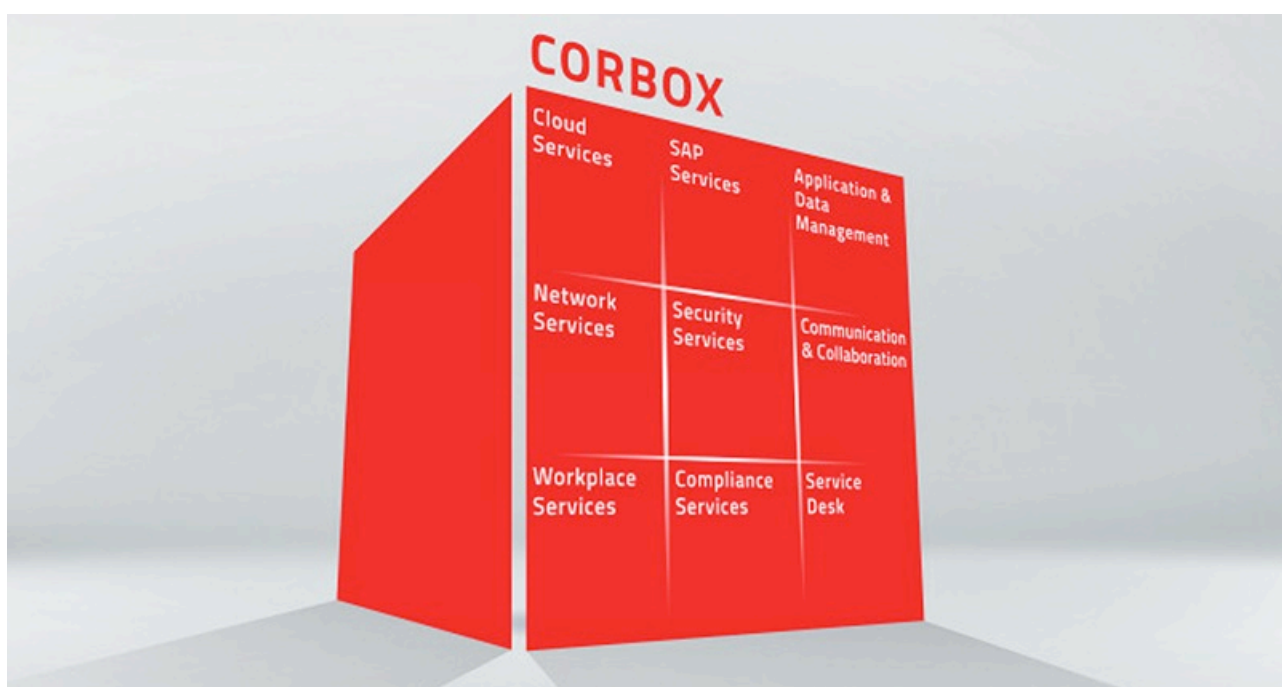 CORBOX
Cloud
Services
SAP
Services
Application &
Data
Management
Network
Services
Security
Services
Communication
& Collaboration
Workplace
Services
Compliance
Services
Service
Desk